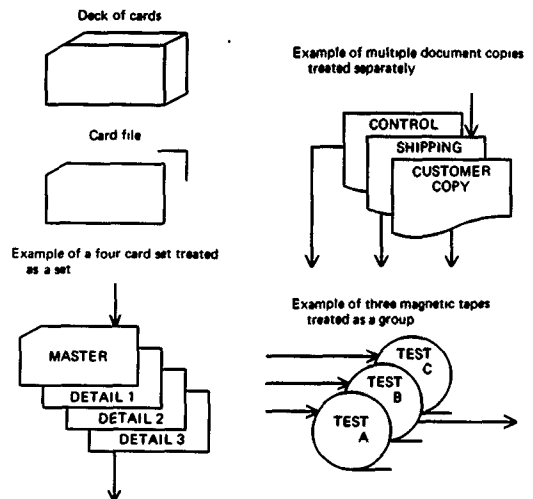 Deck of cards
Card file
Example of a four card set treated
as a set
MASTER
DETAIL 1
DETAIL 2
DETAIL 3
Example of multiple document copies
treated separately
CONTROL
SHIPPING
CUSTOMER
COPY
Example of three magnetic tapes
treated as a group
TEST
C
TEST
B
TEST
A